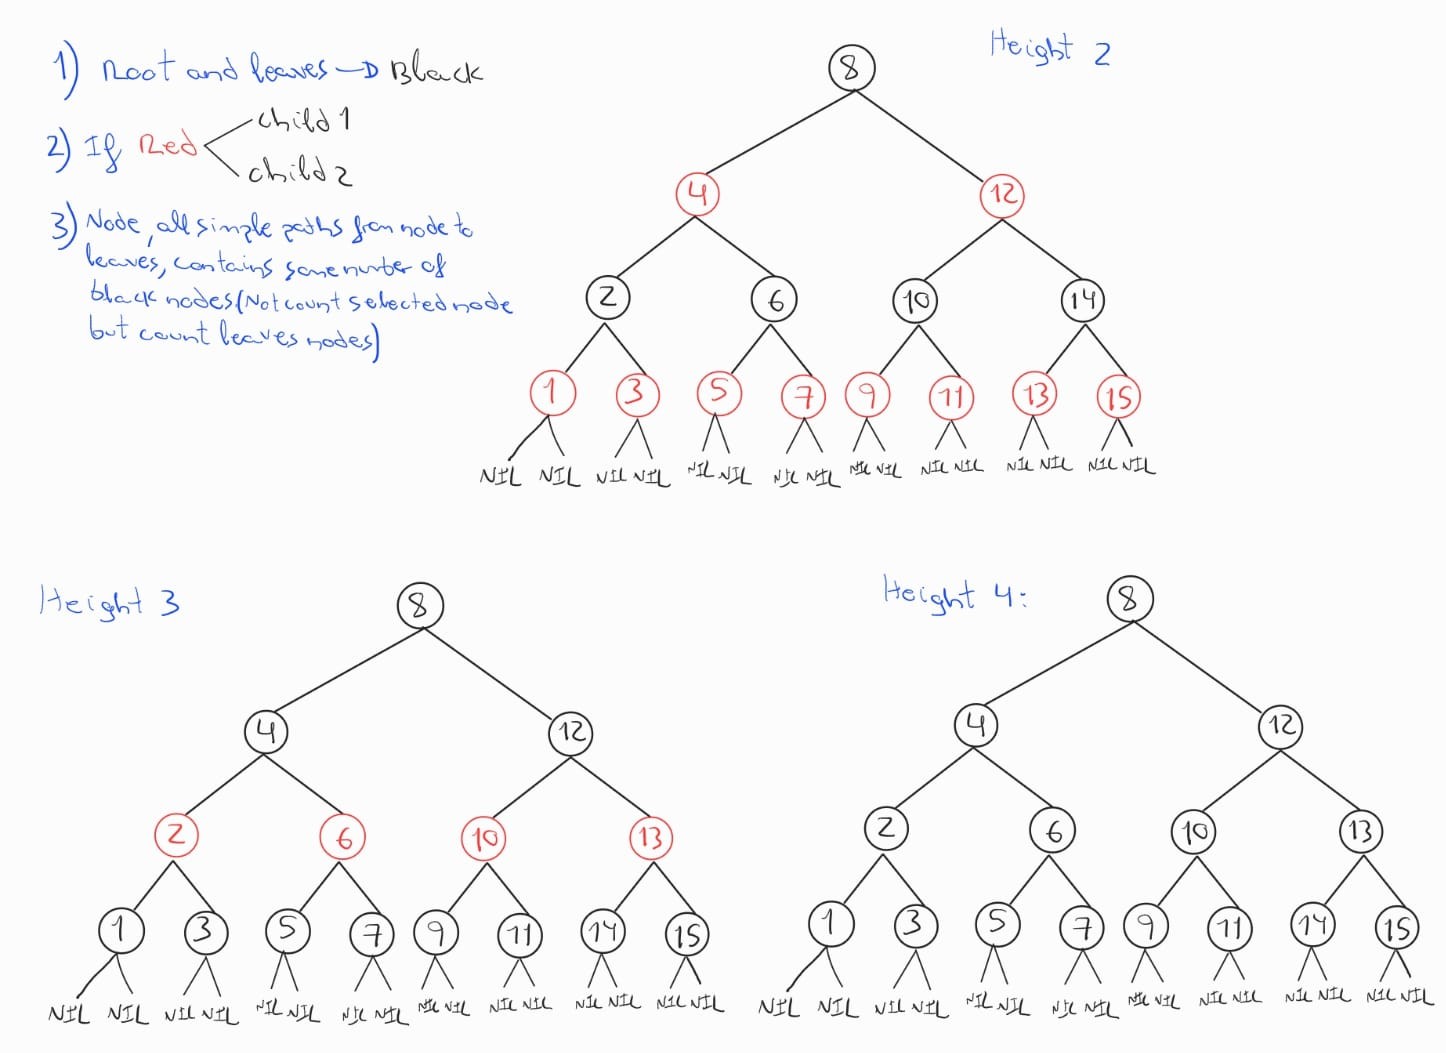 1) Root and leaves → Black
2) If Red
child 1
child 2
3) Node, all simple paths from node to
leaves, contains same number of
black nodes (Not count selected node
but count leaves nodes)
Height 2
8
4 12
2 6 10 14
1 3 5 7 9 11 13 15
NIL NIL NIL NIL NIL NIL NIL NIL NIL NIL NIL NIL NIL NIL NIL NIL
Height 3
8
4 12
2 6 10 13
1 3 5 7 9 11 14 15
NIL NIL NIL NIL NIL NIL NIL NIL NIL NIL NIL NIL NIL NIL NIL NIL
Height 4:
8
4 12
2 6 10 13
1 3 5 7 9 11 14 15
NIL NIL NIL NIL NIL NIL NIL NIL NIL NIL NIL NIL NIL NIL NIL NIL